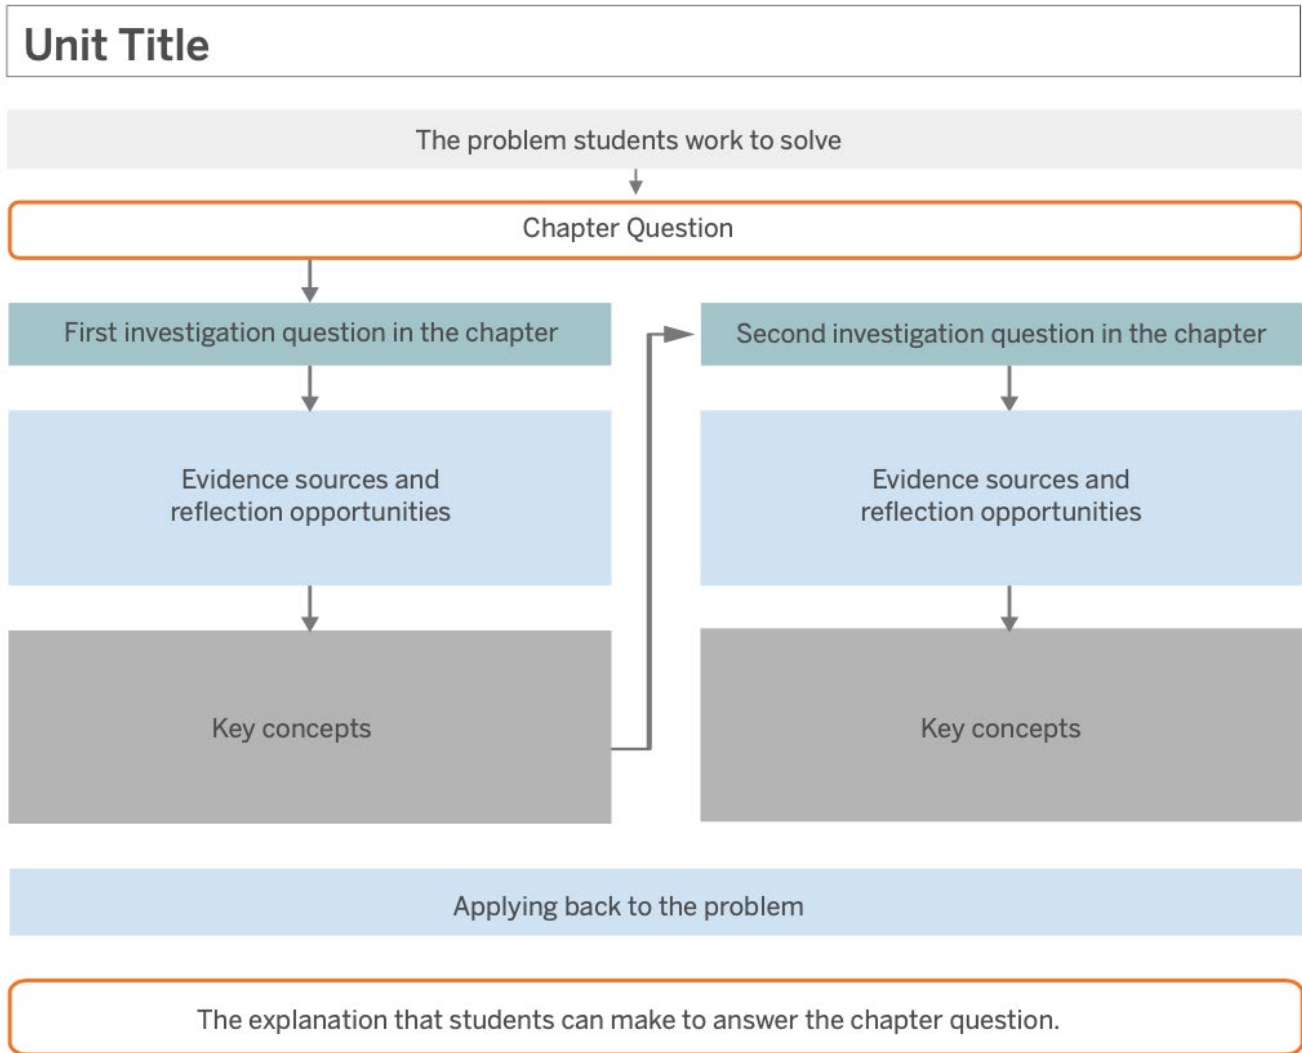 Unit Title
The problem students work to solve
Chapter Question
First investigation question in the chapter
Evidence sources and
reflection opportunities
Key concepts
Second investigation question in the chapter
Evidence sources and
reflection opportunities
Key concepts
Applying back to the problem
The explanation that students can make to answer the chapter question.